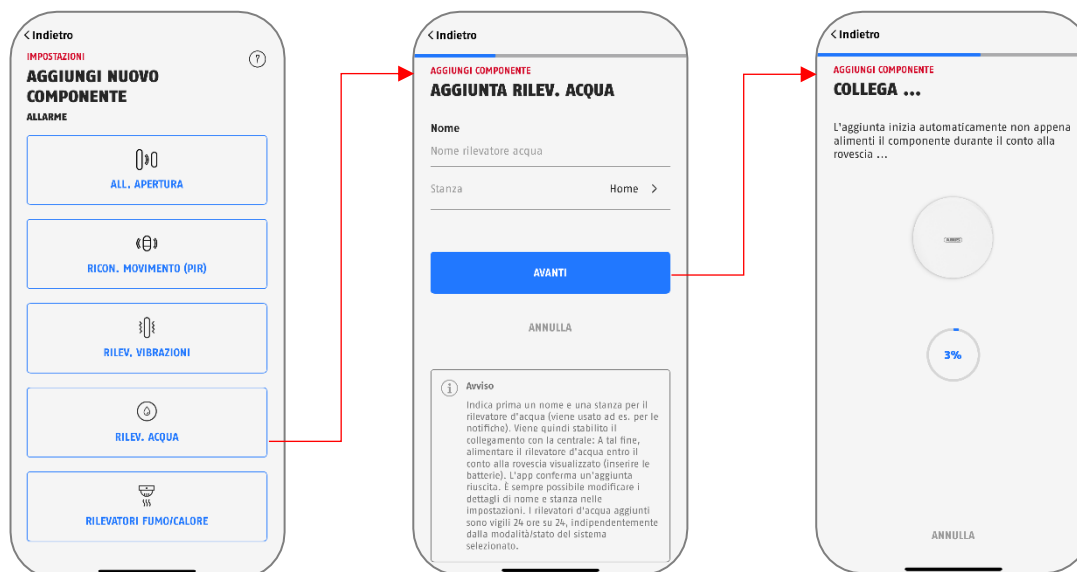 < Indietro
IMPOSTAZIONI
?
AGGIUNGI NUOVO
COMPONENTE
ALLARME
ALL. APERTURA
RICON. MOVIMENTO (PIR)
RILEV. VIBRAZIONI
RILEV. ACQUA
RILEVATORI FUMO/CALORE
< Indietro
AGGIUNGI COMPONENTE
AGGIUNTA RILEV. ACQUA
Nome
Nome rilevatore acqua
Stanza Home >
AVANTI
ANNULLA
i Avviso
Indica prima un nome e una stanza per il
rilevatore d'acqua (viene usato ad es. per le
notifiche). Viene quindi stabilito il
collegamento con la centrale: A tal fine,
alimentare il rilevatore d'acqua entro il
conto alla rovescia visualizzato (inserire le
batterie). L'app conferma un'aggiunta
riuscita. È sempre possibile modificare i
dettagli di nome e stanza nelle
impostazioni. I rilevatori d'acqua aggiunti
sono vigili 24 ore su 24, indipendentemente
dalla modalità/stato del sistema
selezionato.
< Indietro
AGGIUNGI COMPONENTE
COLLEGA ...
L'aggiunta inizia automaticamente non appena
alimenti il componente durante il conto alla
rovescia ...
ABUS
3%
ANNULLA